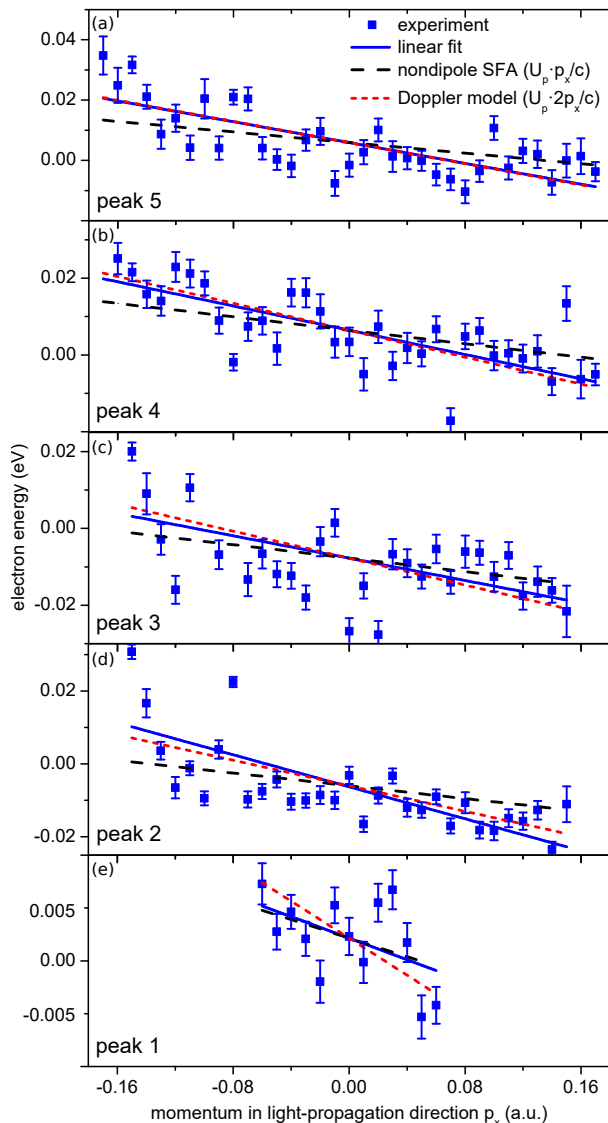 (a)
experiment
linear fit
nondipole SFA (Uₚ·pₓ/c)
Doppler model (Uₚ·2pₓ/c)
0.04
0.02
0.00
peak 5
(b)
0.02
0.00
peak 4
(c)
0.02
0.00
-0.02
peak 3
electron energy (eV)
(d)
0.02
0.00
-0.02
peak 2
(e)
0.005
0.000
-0.005
peak 1
-0.16 -0.08 0.00 0.08 0.16
momentum in light-propagation direction pₓ (a.u.)